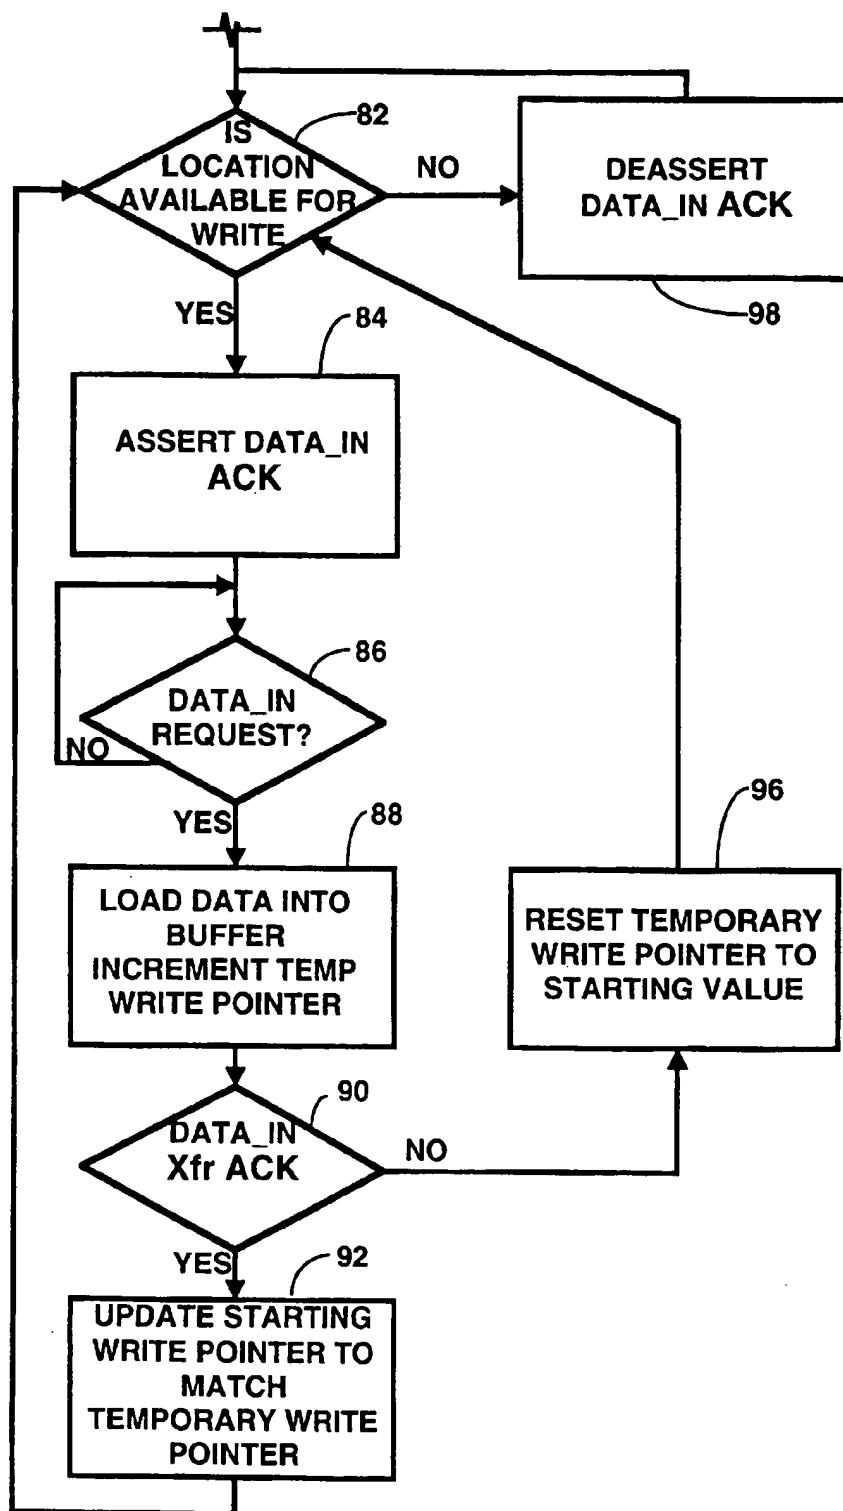 82
IS
LOCATION
AVAILABLE FOR
WRITE
NO
DEASSERT
DATA_IN ACK
98
YES
84
ASSERT DATA_IN
ACK
86
DATA_IN
REQUEST?
NO
YES
88
LOAD DATA INTO
BUFFER
INCREMENT TEMP
WRITE POINTER
96
RESET TEMPORARY
WRITE POINTER TO
STARTING VALUE
90
DATA_IN
Xfr ACK
NO
YES
92
UPDATE STARTING
WRITE POINTER TO
MATCH
TEMPORARY WRITE
POINTER